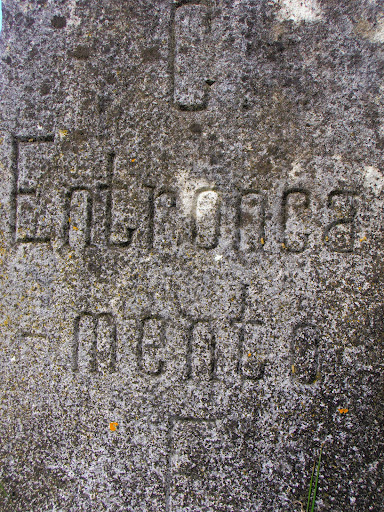 C.
Entronca
-mento
F